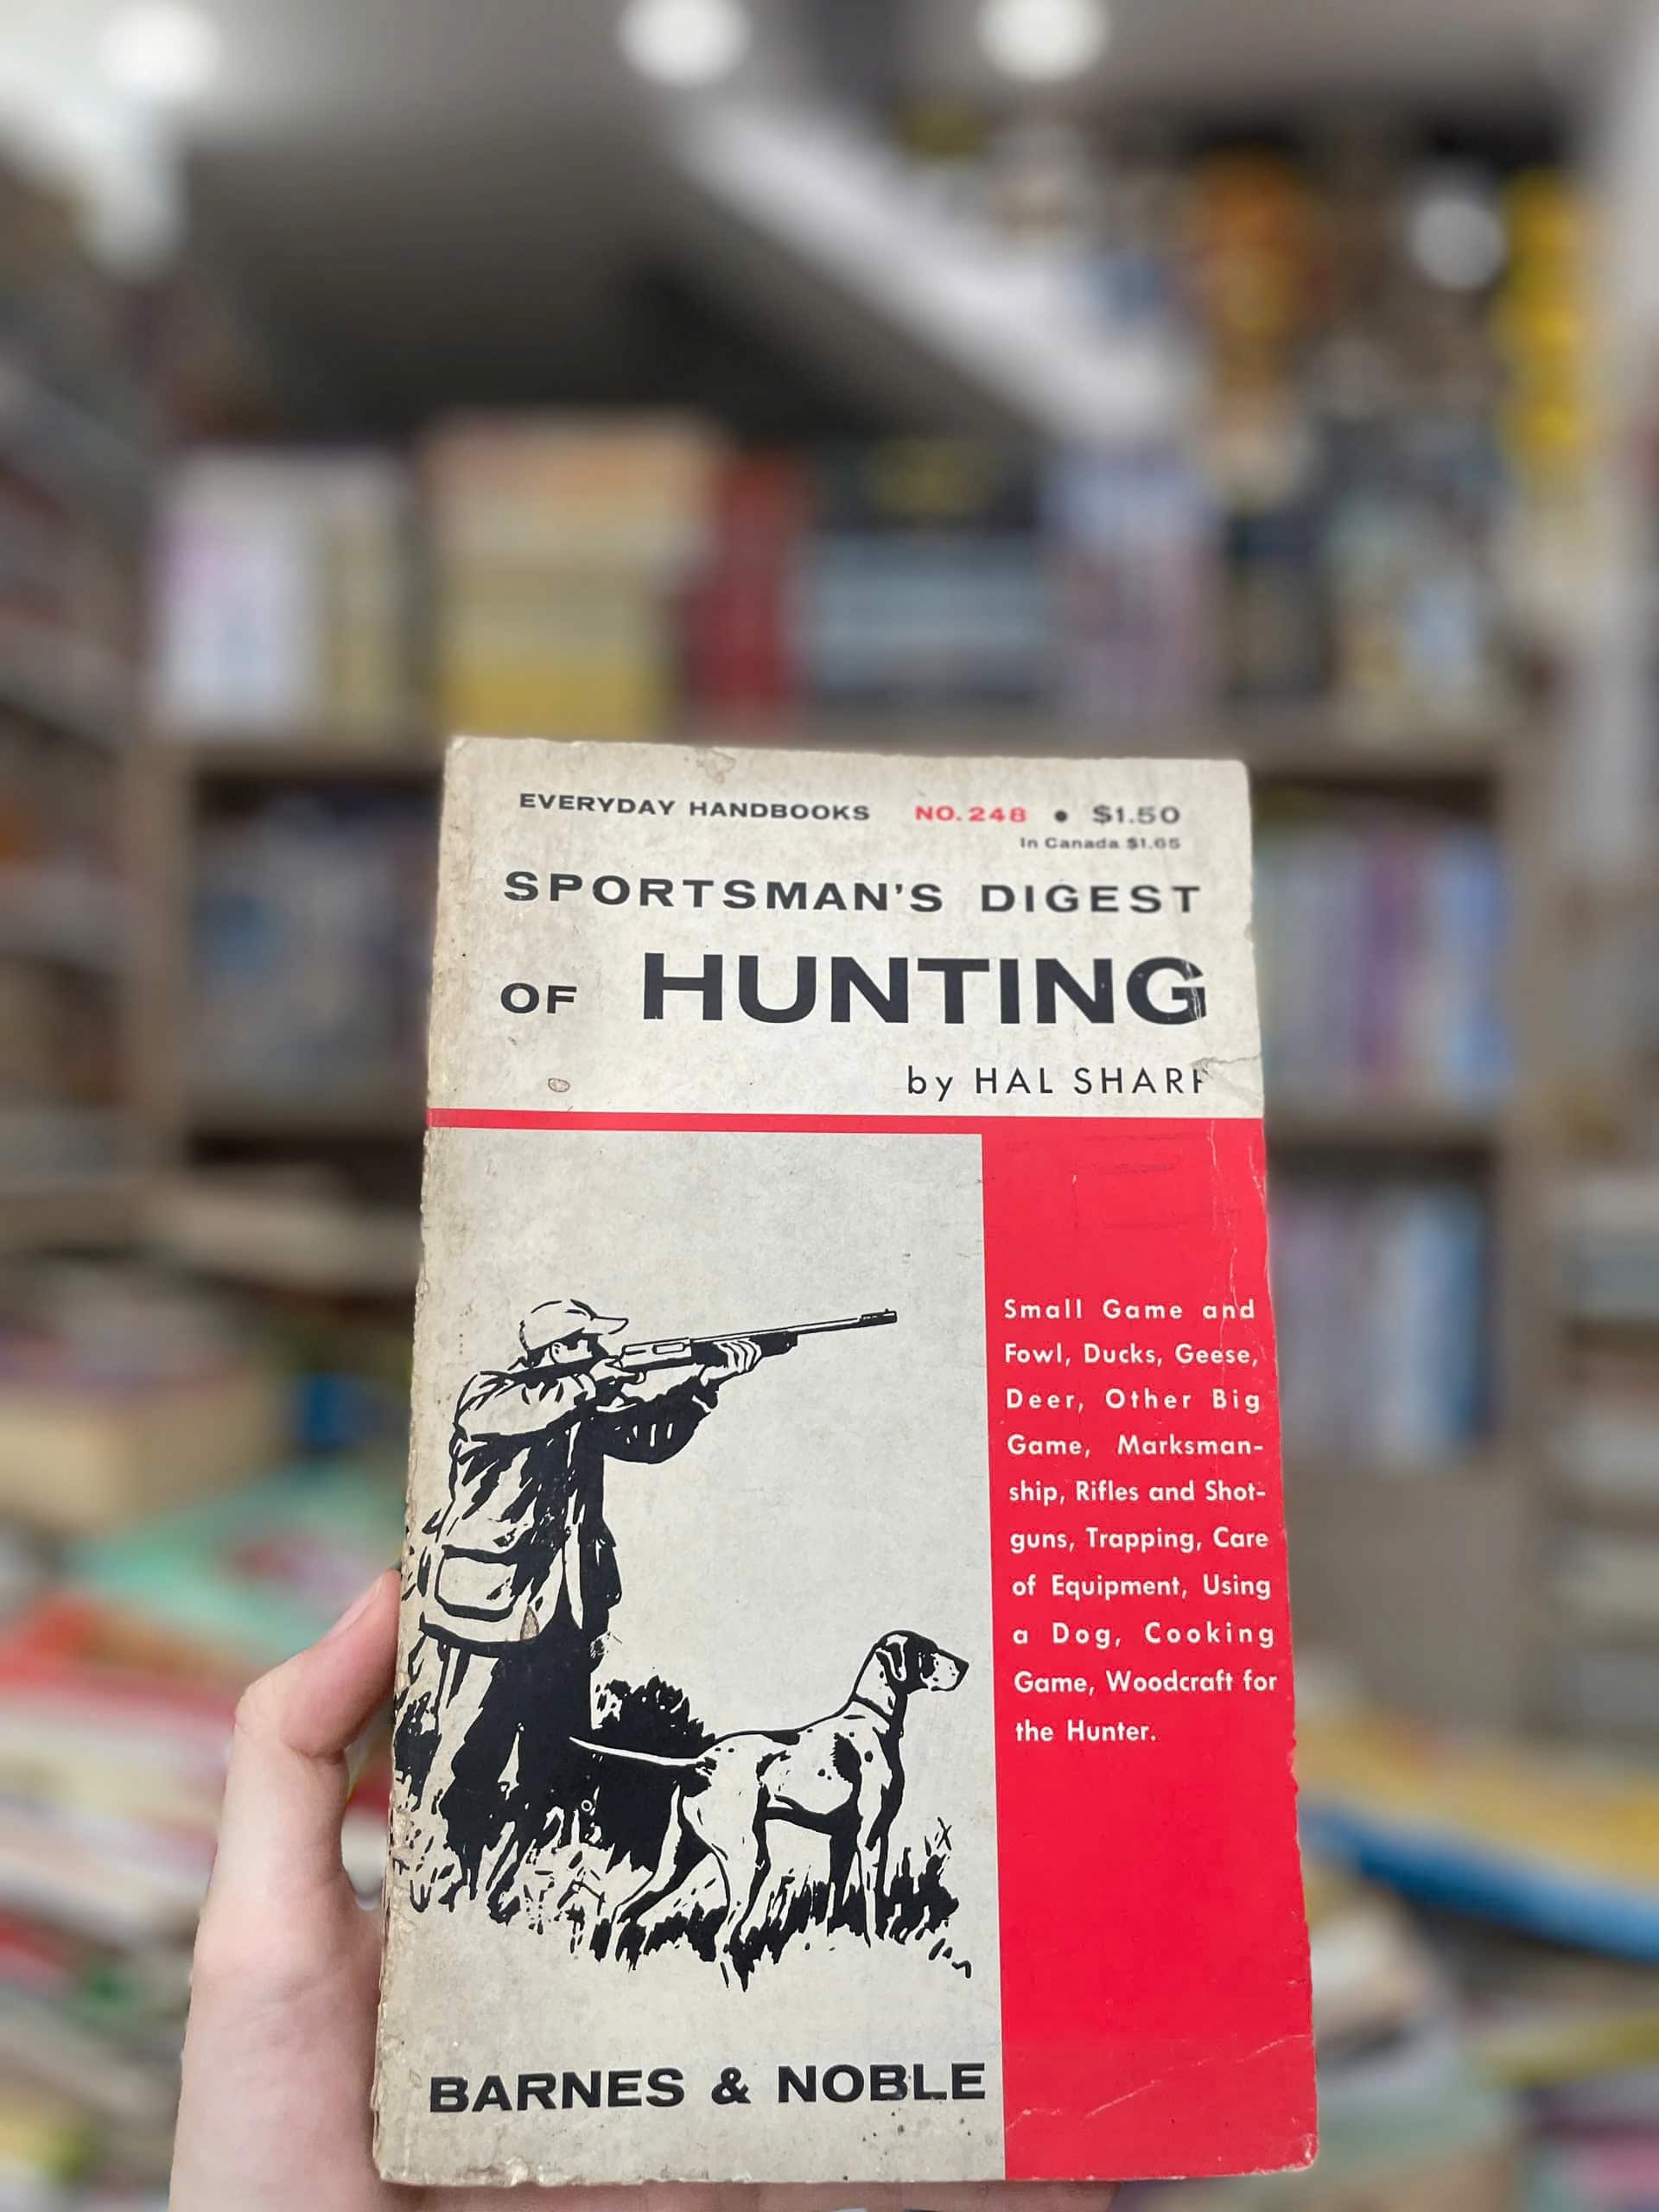 EVERYDAY HANDBOOKS NO. 248 • $1.50
In Canada $1.65
SPORTSMAN'S DIGEST
OF HUNTING
by HAL SHARP
Small Game and
Fowl, Ducks, Geese,
Deer, Other Big
Game, Marksman-
ship, Rifles and Shot-
guns, Trapping, Care
of Equipment, Using
a Dog, Cooking
Game, Woodcraft for
the Hunter.
BARNES & NOBLE